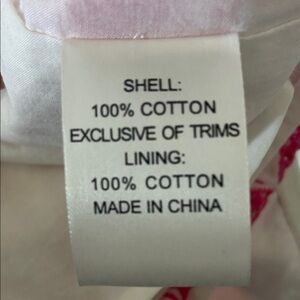 SHELL:
100% COTTON
EXCLUSIVE OF TRIMS
LINING:
100% COTTON
MADE IN CHINA